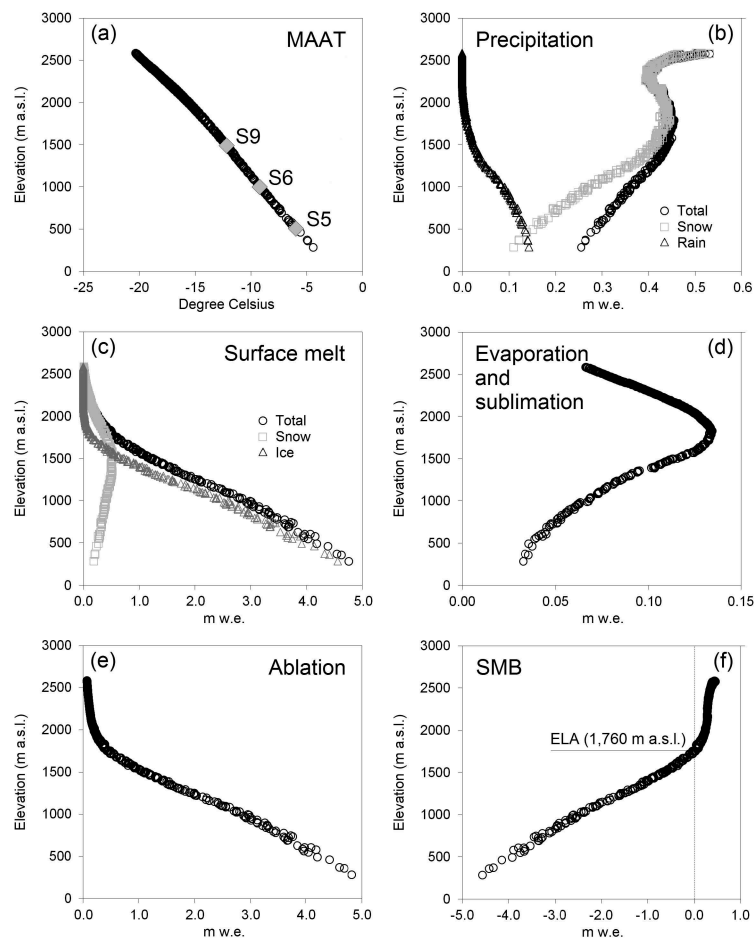 (a) MAAT
3000
2500
2000
1500
1000
500
0
Elevation (m a.s.l.)
S9
S6
S5
-25 -20 -15 -10 -5 0
Degree Celsius
Precipitation (b)
3000
2500
2000
1500
1000
500
0
Elevation (m a.s.l.)
Total
Snow
Rain
0.0 0.1 0.2 0.3 0.4 0.5 0.6
m w.e.
(c) Surface melt
3000
2500
2000
1500
1000
500
0
Elevation (m a.s.l.)
Total
Snow
Ice
0.0 1.0 2.0 3.0 4.0 5.0
m w.e.
Evaporation (d)
and
sublimation
3000
2500
2000
1500
1000
500
0
Elevation (m a.s.l.)
0.00 0.05 0.10 0.15
m w.e.
(e) Ablation
3000
2500
2000
1500
1000
500
0
Elevation (m a.s.l.)
0.0 1.0 2.0 3.0 4.0 5.0
m w.e.
SMB (f)
3000
2500
2000
1500
1000
500
0
Elevation (m a.s.l.)
ELA (1,760 m a.s.l.)
-5.0 -4.0 -3.0 -2.0 -1.0 0.0 1.0
m w.e.